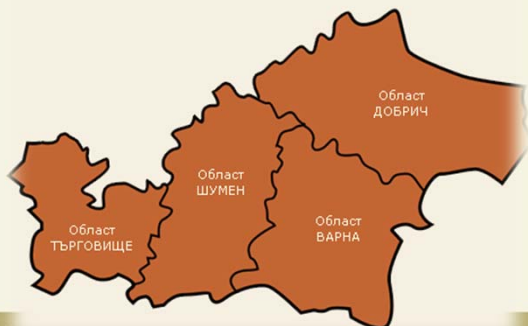 Област
ДОБРИЧ
Област
ШУМЕН
Област
ВАРНА
Област
ТЪРГОВИЩЕ